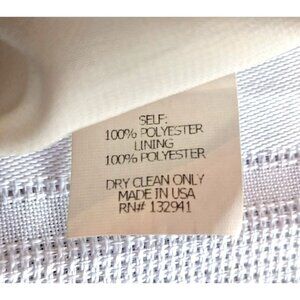 SELF:
100% POLYESTER
LINING
100% POLYESTER
DRY CLEAN ONLY
MADE IN USA
RN# 132941